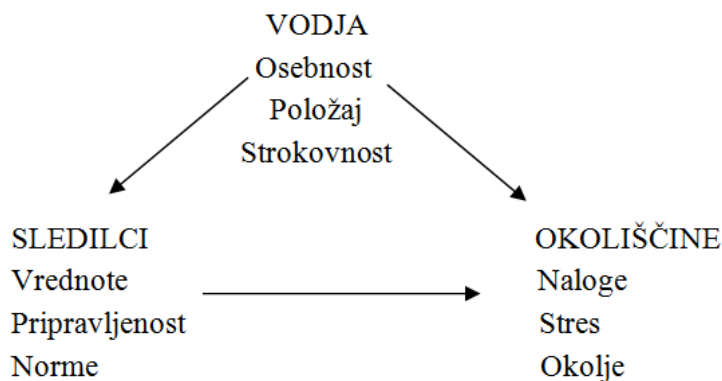 VODJA
Osebnost
Položaj
Strokovnost
SLEDILCI
Vrednote
Pripravljenost
Norme
OKOLIŠČINE
Naloge
Stres
Okolje